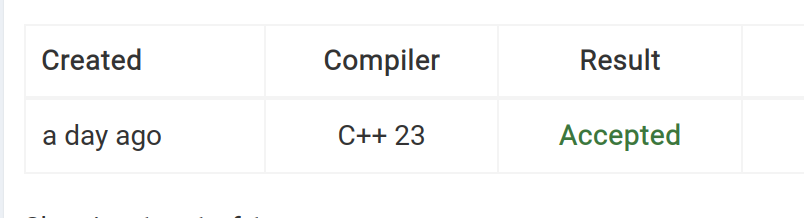 Created Compiler Result
a day ago C++ 23 Accepted